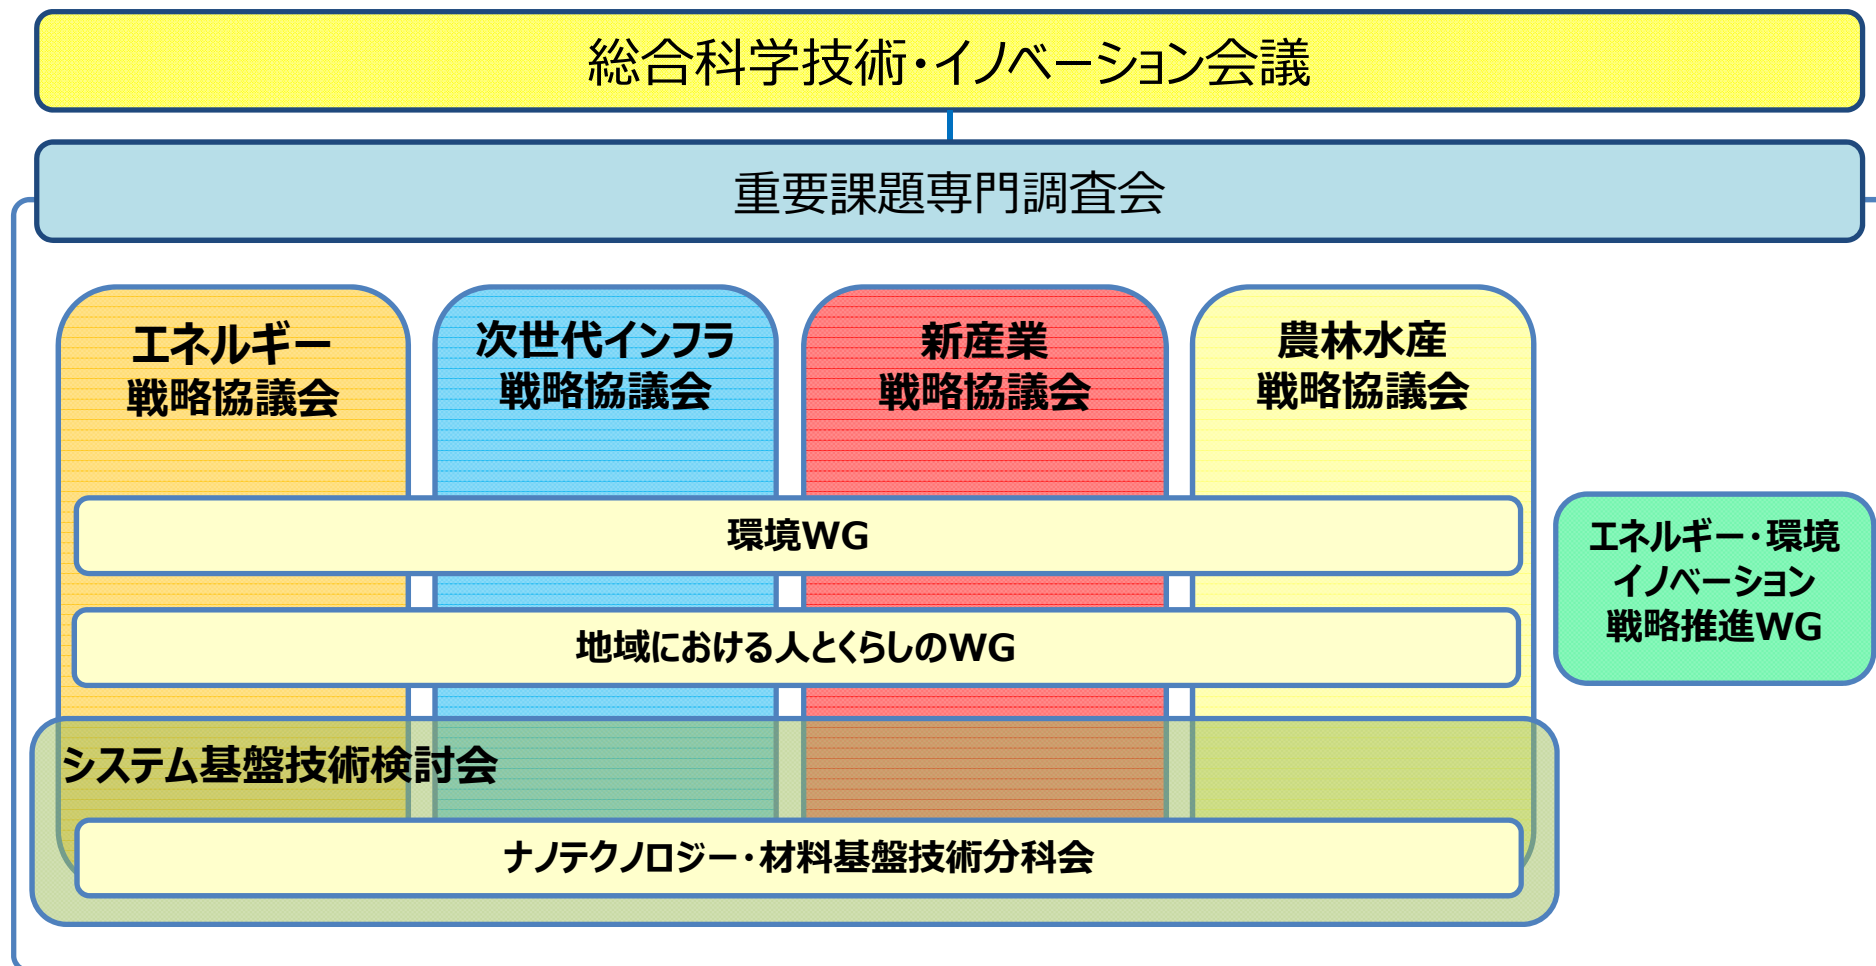 総合科学技術・イノベーション会議
重要課題専門調査会
エネルギー
戦略協議会
次世代インフラ
戦略協議会
新産業
戦略協議会
農林水産
戦略協議会
環境WG
地域における人とくらしのWG
エネルギー・環境
イノベーション
戦略推進WG
システム基盤技術検討会
ナノテクノロジー・材料基盤技術分科会